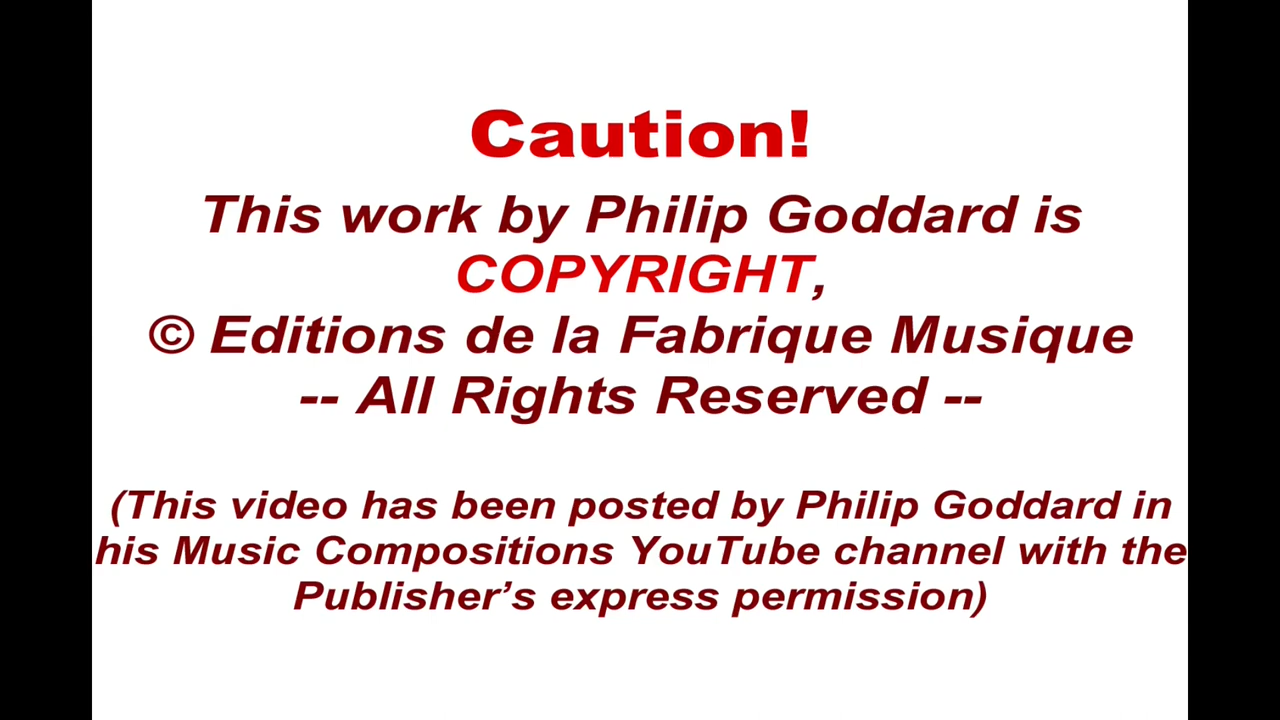 Caution!
This work by Philip Goddard is
COPYRIGHT,
© Editions de la Fabrique Musique
-- All Rights Reserved --
(This video has been posted by Philip Goddard in
his Music Compositions YouTube channel with the
Publisher’s express permission)